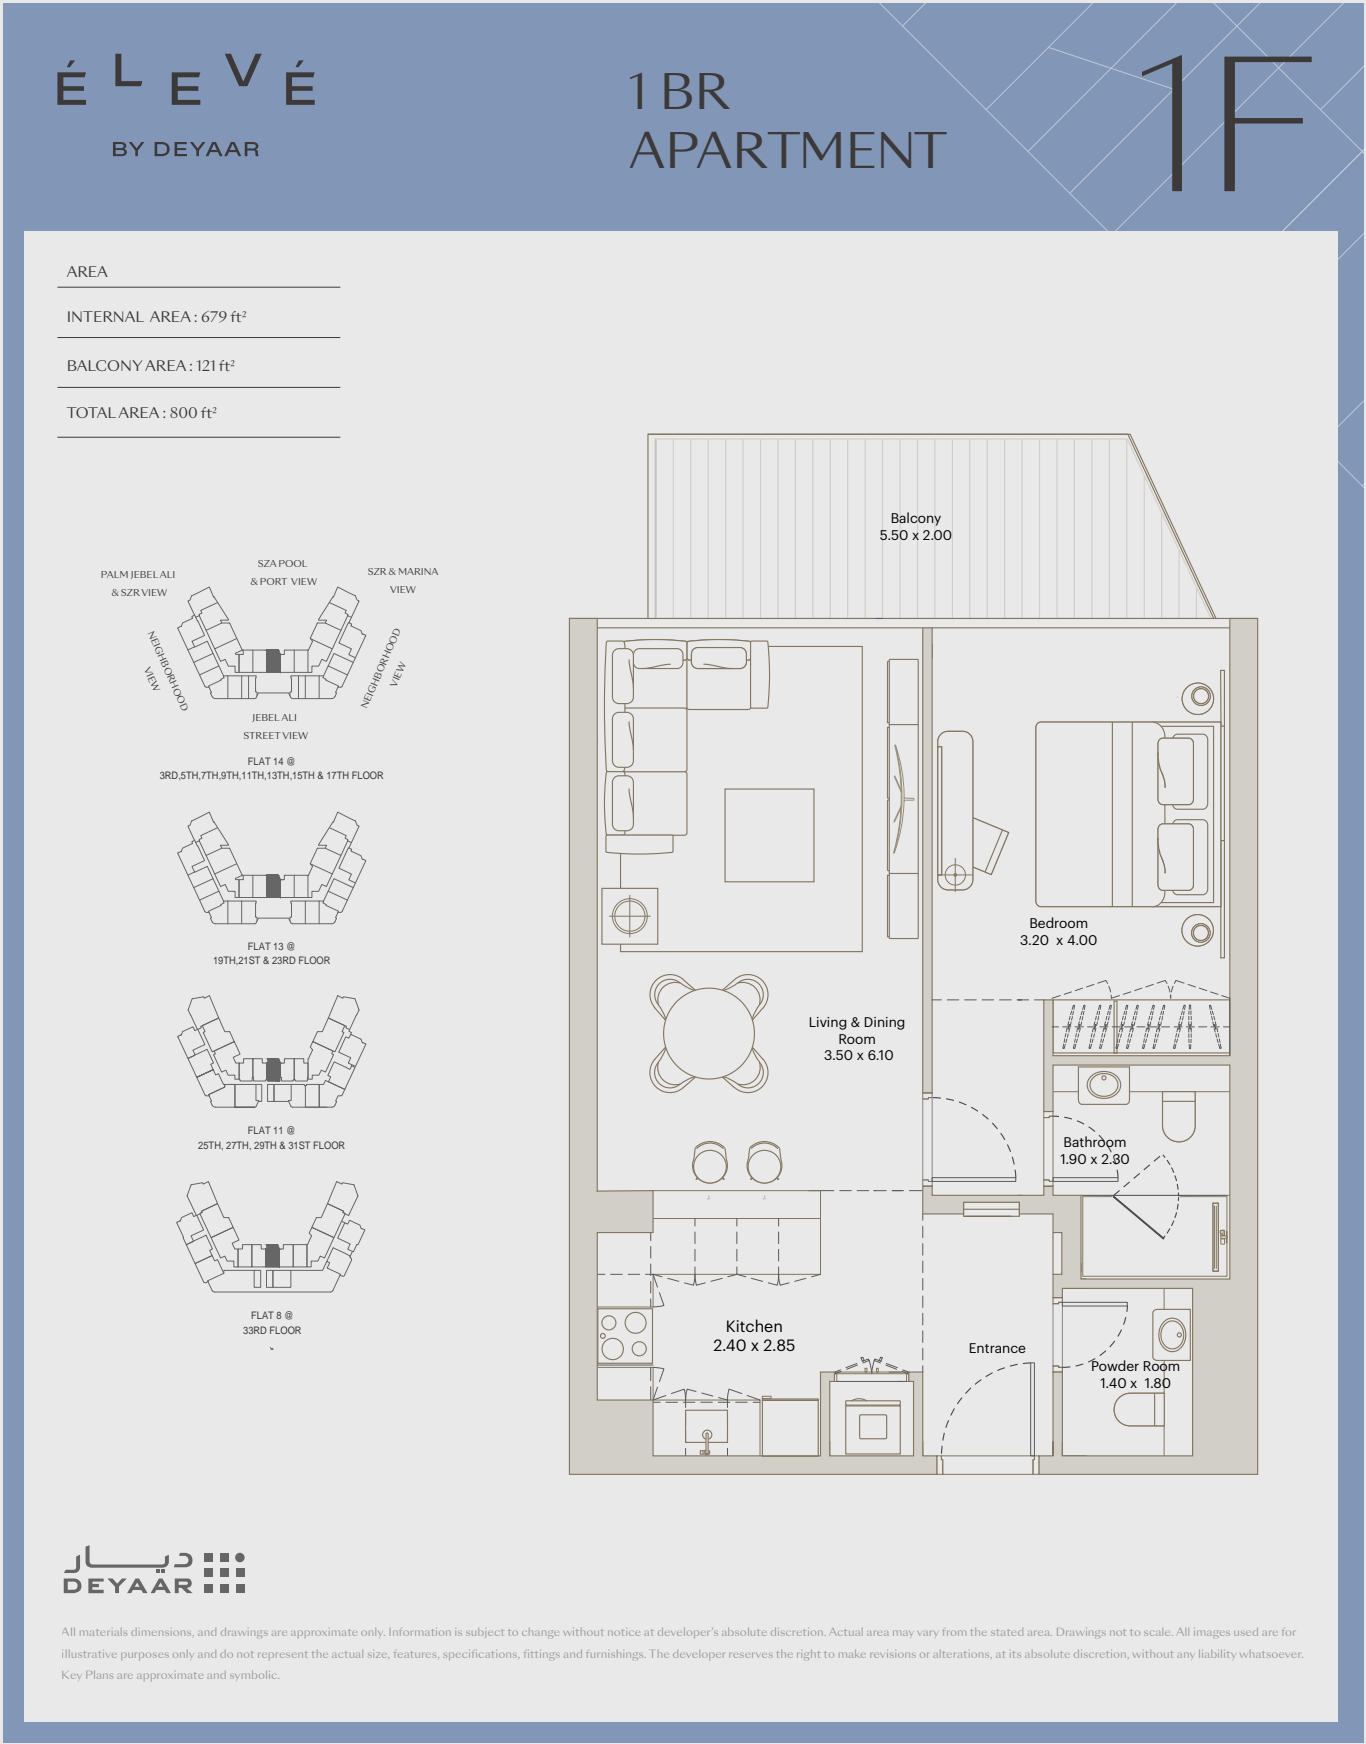 ÉLEVÉ
BY DEYAAR
1 BR
APARTMENT
1F
AREA
INTERNAL AREA : 679 ft²
BALCONY AREA : 121 ft²
TOTAL AREA : 800 ft²
PALM JEBEL ALI
& SZR VIEW
SZA POOL
& PORT VIEW
SZR & MARINA
VIEW
NEIGHBORHOOD
VIEW
NEIGHBORHOOD
VIEW
JEBEL ALI
STREET VIEW
FLAT 14 @
3RD,5TH,7TH,9TH,11TH,13TH,15TH & 17TH FLOOR
FLAT 13 @
19TH,21ST & 23RD FLOOR
FLAT 11 @
25TH, 27TH, 29TH & 31ST FLOOR
FLAT 8 @
33RD FLOOR
Balcony
5.50 x 2.00
Bedroom
3.20 x 4.00
Living & Dining
Room
3.50 x 6.10
Bathroom
1.90 x 2.30
Kitchen
2.40 x 2.85
Entrance
Powder Room
1.40 x 1.80
ديار
DEYAAR
All materials dimensions, and drawings are approximate only. Information is subject to change without notice at developer's absolute discretion. Actual area may vary from the stated area. Drawings not to scale. All images used are for
illustrative purposes only and do not represent the actual size, features, specifications, fittings and furnishings. The developer reserves the right to make revisions or alterations, at its absolute discretion, without any liability whatsoever.
Key Plans are approximate and symbolic.